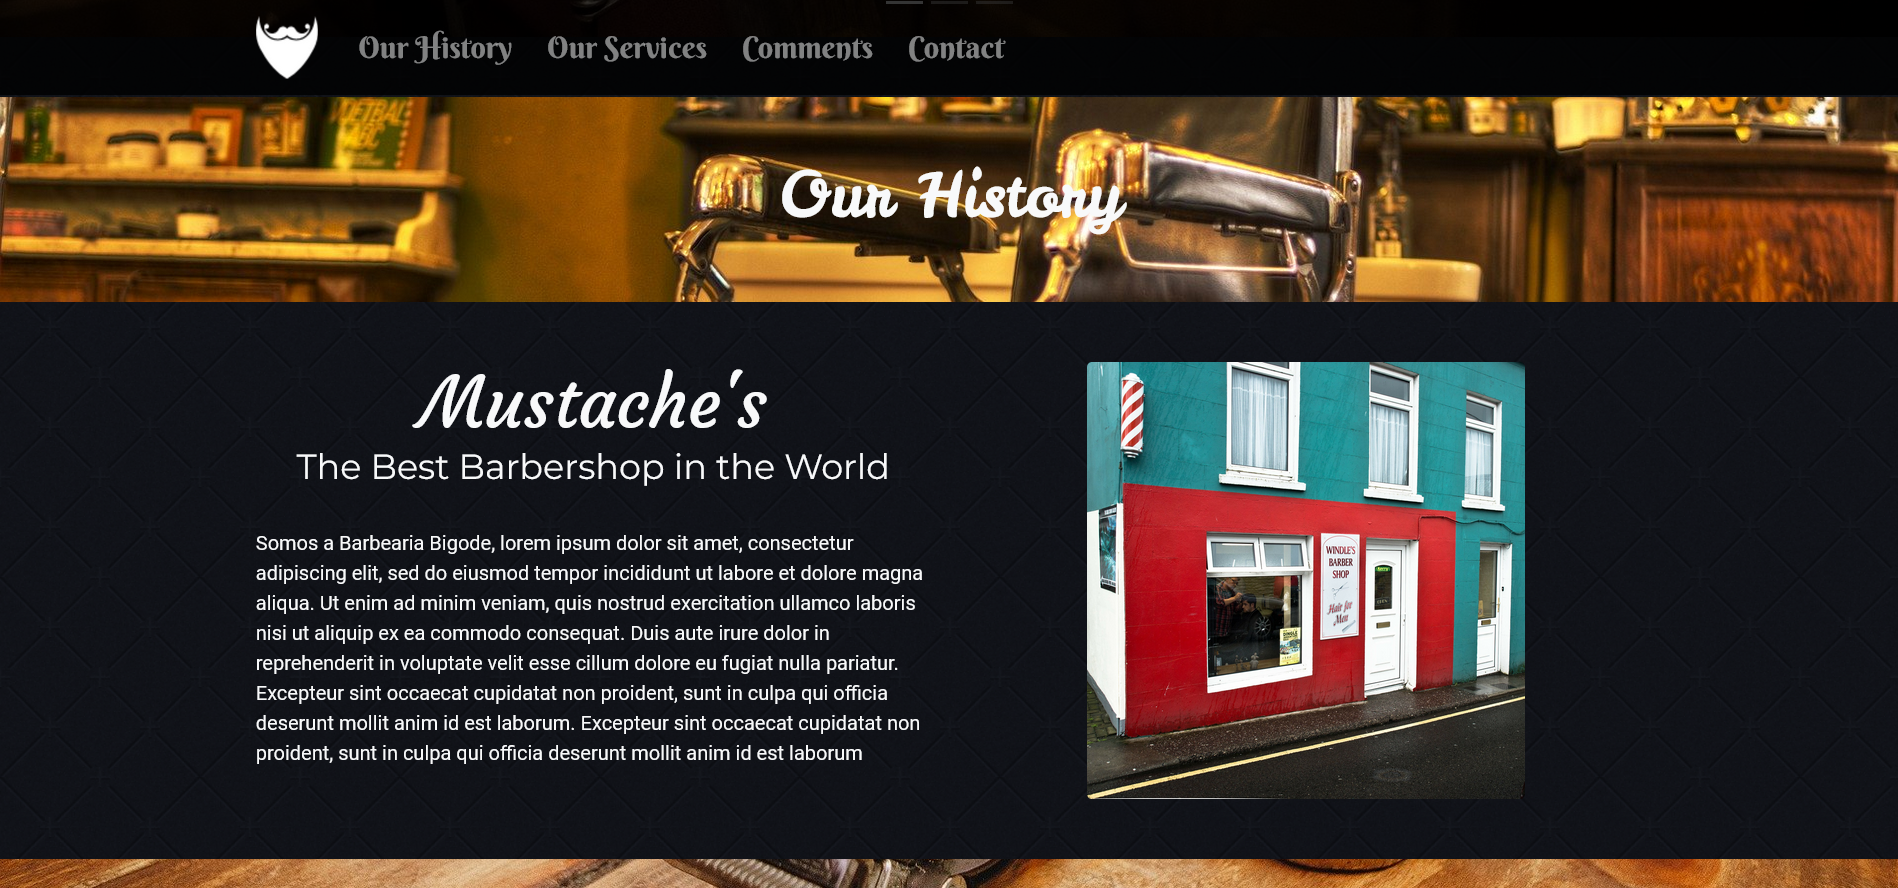 Our History
Our Services
Comments
Contact
VOETBAL
ABC
Our History
Mustache's
The Best Barbershop in the World
Somos a Barbearia Bigode, lorem ipsum dolor sit amet, consectetur
adipiscing elit, sed do eiusmod tempor incididunt ut labore et dolore magna
aliqua. Ut enim ad minim veniam, quis nostrud exercitation ullamco laboris
nisi ut aliquip ex ea commodo consequat. Duis aute irure dolor in
reprehenderit in voluptate velit esse cillum dolore eu fugiat nulla pariatur.
Excepteur sint occaecat cupidatat non proident, sunt in culpa qui officia
deserunt mollit anim id est laborum. Excepteur sint occaecat cupidatat non
proident, sunt in culpa qui officia deserunt mollit anim id est laborum
WINDLE'S
BARBER
SHOP
Hair for
Men
DINGLE